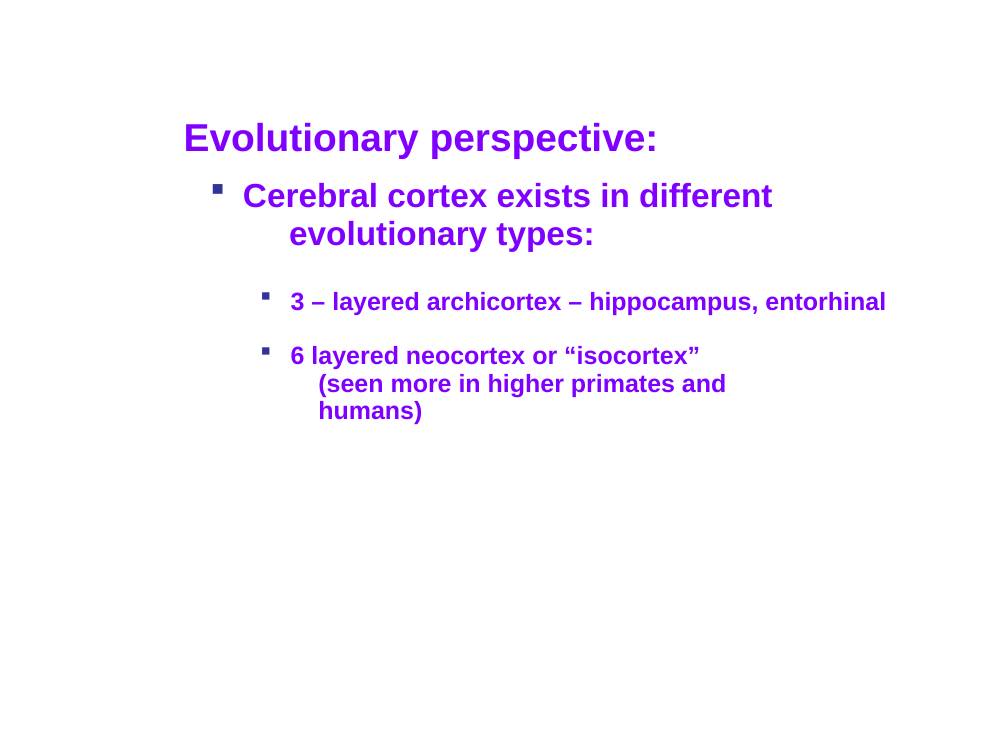 Evolutionary perspective:
▪ Cerebral cortex exists in different
evolutionary types:
▪ 3 – layered archicortex – hippocampus, entorhinal
▪ 6 layered neocortex or “isocortex”
(seen more in higher primates and
humans)